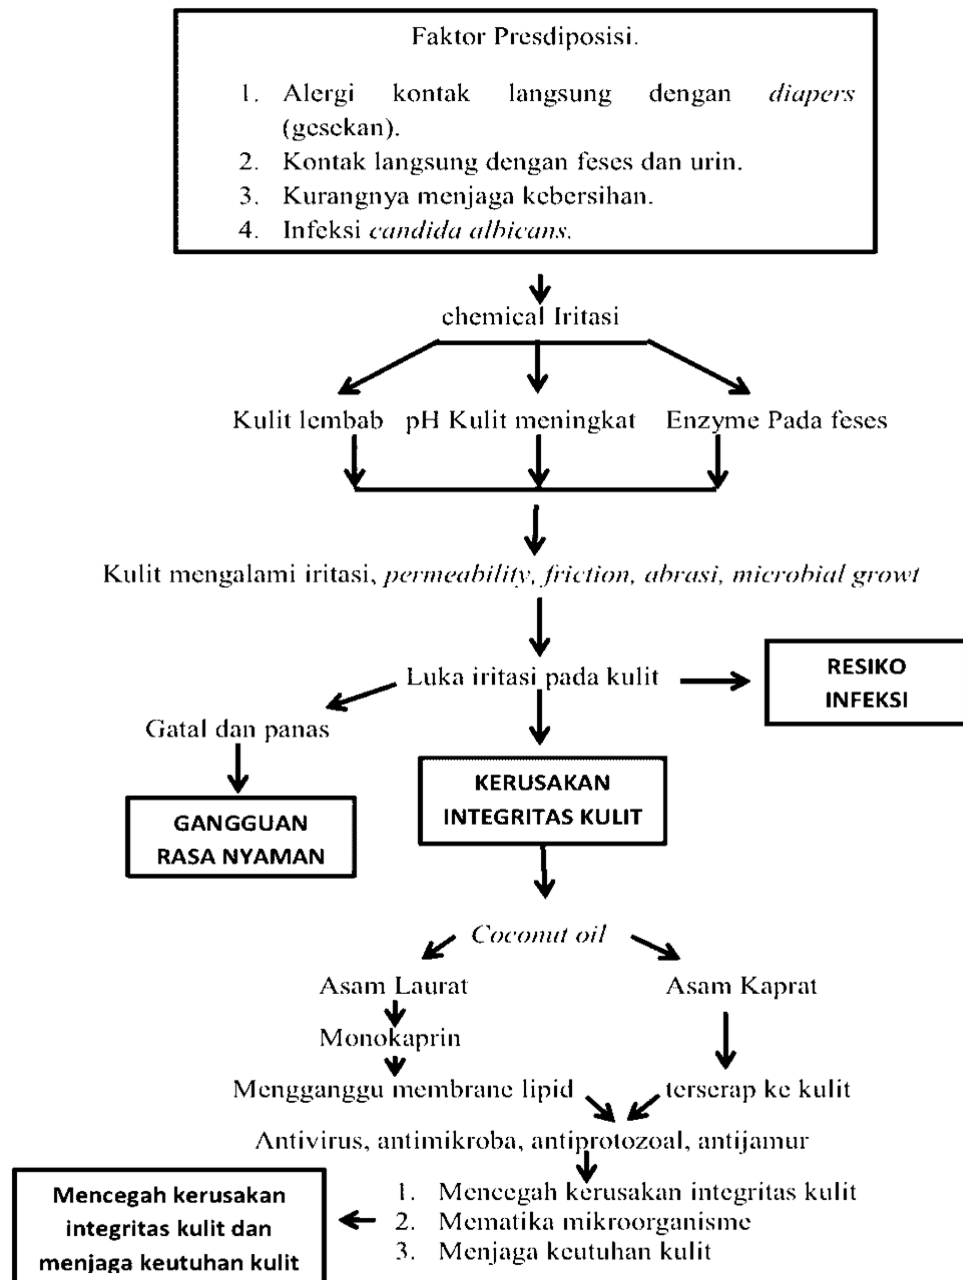 Faktor Presdiposisi.
1. Alergi kontak langsung dengan diapers
(gesekan).
2. Kontak langsung dengan feses dan urin.
3. Kurangnya menjaga kebersihan.
4. Infeksi candida albicans.
chemical Iritasi
Kulit lembab pH Kulit meningkat Enzyme Pada feses
Kulit mengalami iritasi, permeability, friction, abrasi, microbial growt
Luka iritasi pada kulit
RESIKO
INFEKSI
Gatal dan panas
KERUSAKAN
INTEGRITAS KULIT
GANGGUAN
RASA NYAMAN
Coconut oil
Asam Laurat Asam Kaprat
Monokaprin
Mengganggu membrane lipid terserap ke kulit
Antivirus, antimikroba, antiprotozoal, antijamur
1. Mencegah kerusakan integritas kulit
2. Mematika mikroorganisme
3. Menjaga keutuhan kulit
Mencegah kerusakan
integritas kulit dan
menjaga keutuhan kulit